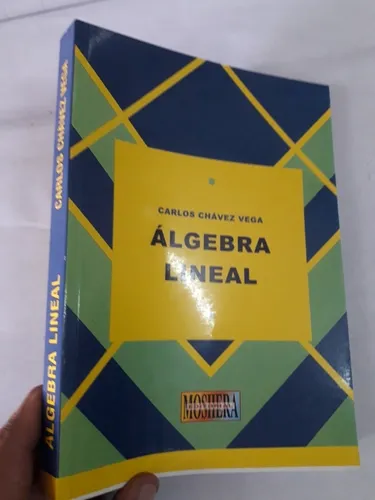 CARLOS CHÁVEZ VEGA
ÁLGEBRA
LINEAL
MOSHERA
ÁLGEBRA LINEAL
CARLOS CHÁVEZ VEGA